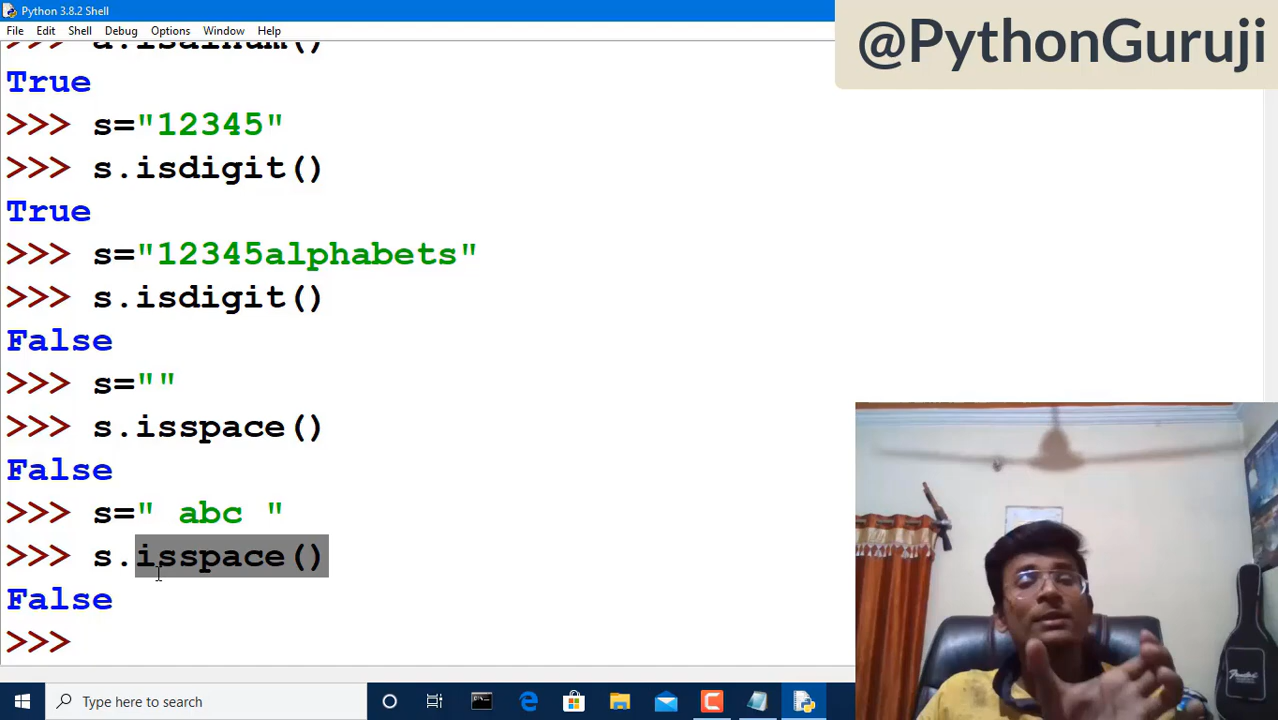 Python 3.8.2 Shell
File Edit Shell Debug Options Window Help
@PythonGuruji
>>> a.isalnum()
True
>>> s="12345"
>>> s.isdigit()
True
>>> s="12345alphabets"
>>> s.isdigit()
False
>>> s=""
>>> s.isspace()
False
>>> s=" abc "
>>> s.isspace()
False
>>>
Type here to search